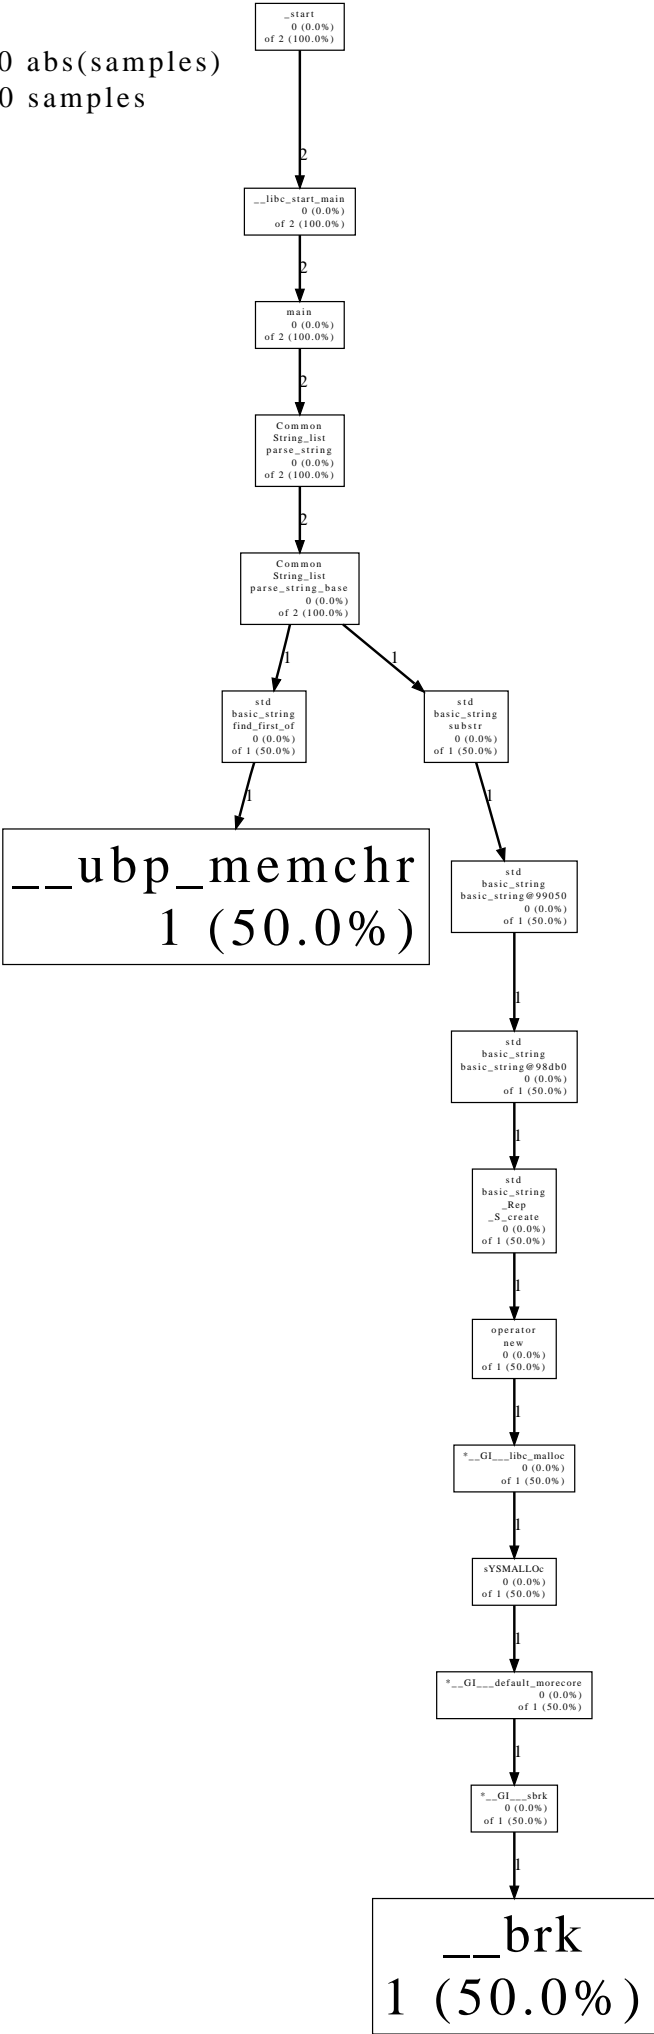 _start
0 (0.0%)
of 2 (100.0%)
0 abs(samples)
0 samples
2
__libc_start_main
0 (0.0%)
of 2 (100.0%)
2
main
0 (0.0%)
of 2 (100.0%)
2
Common
String_list
parse_string
0 (0.0%)
of 2 (100.0%)
2
Common
String_list
parse_string_base
0 (0.0%)
of 2 (100.0%)
1
1
std
basic_string
find_first_of
0 (0.0%)
of 1 (50.0%)
std
basic_string
substr
0 (0.0%)
of 1 (50.0%)
1
1
__ubp_memchr
1 (50.0%)
std
basic_string
basic_string@99050
0 (0.0%)
of 1 (50.0%)
1
std
basic_string
basic_string@98db0
0 (0.0%)
of 1 (50.0%)
1
std
basic_string
_Rep
_S_create
0 (0.0%)
of 1 (50.0%)
1
operator
new
0 (0.0%)
of 1 (50.0%)
1
*__GI___libc_malloc
0 (0.0%)
of 1 (50.0%)
1
sYSMALLOc
0 (0.0%)
of 1 (50.0%)
1
*__GI___default_morecore
0 (0.0%)
of 1 (50.0%)
1
*__GI___sbrk
0 (0.0%)
of 1 (50.0%)
1
__brk
1 (50.0%)